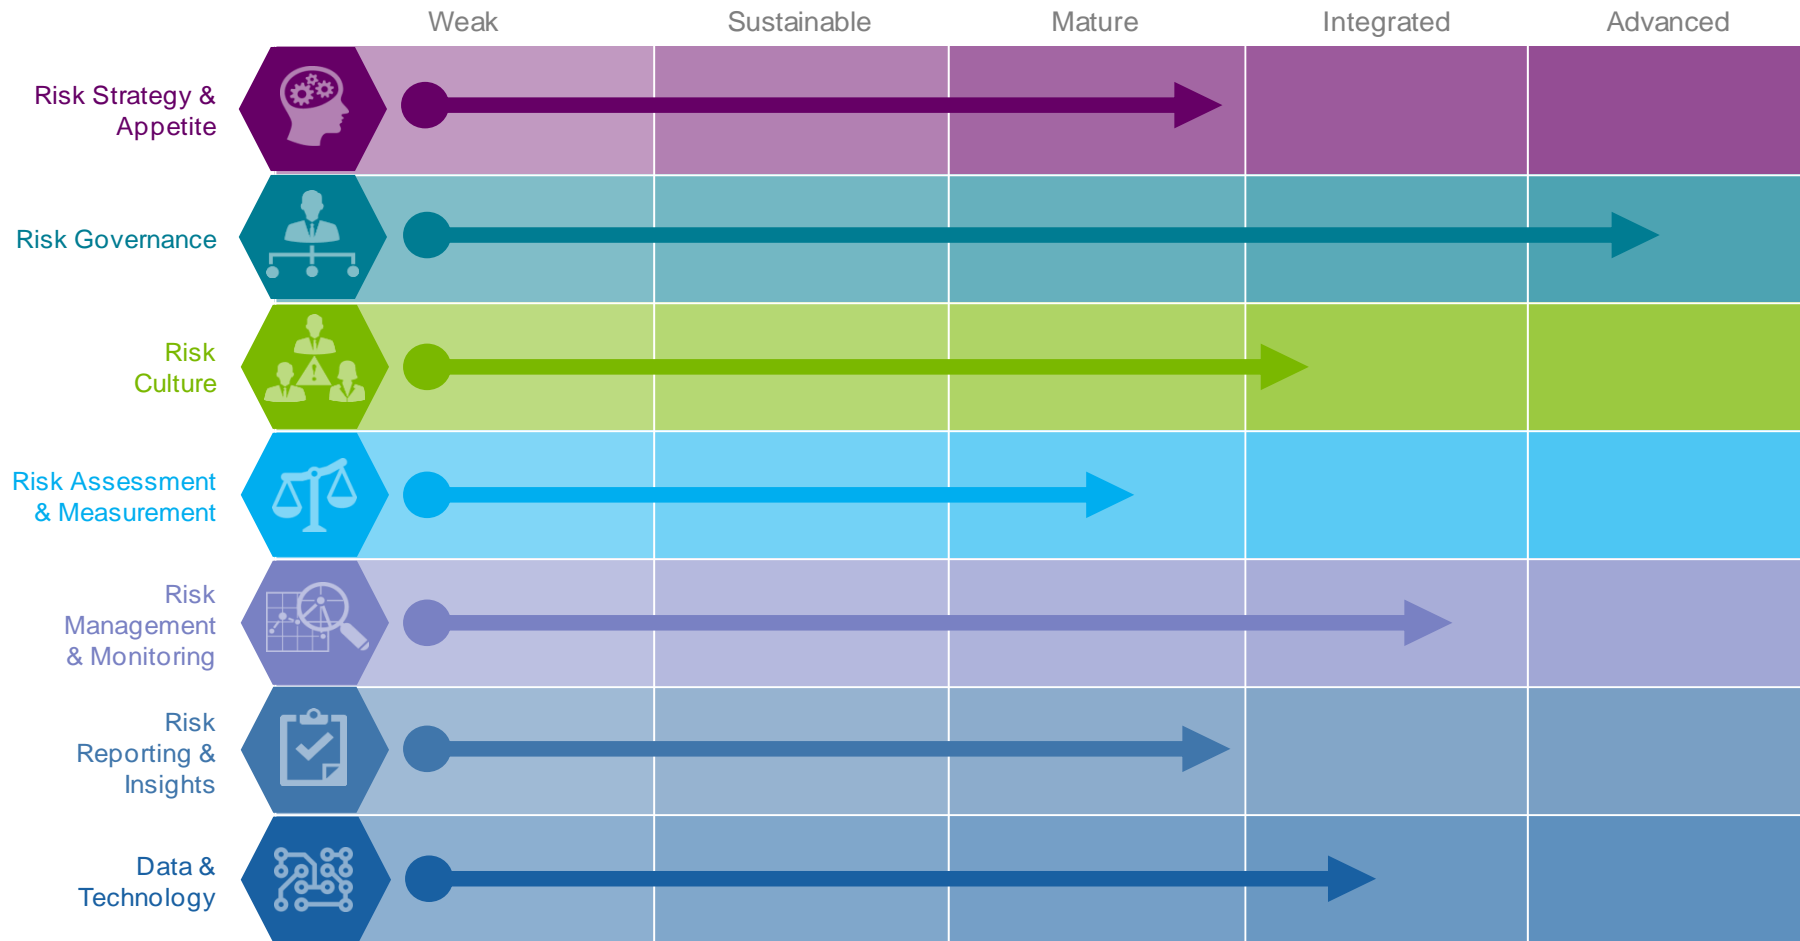 Weak Sustainable Mature Integrated Advanced
Risk Strategy &
Appetite
Risk Governance
Risk
Culture
Risk Assessment
& Measurement
Risk
Management
& Monitoring
Risk
Reporting &
Insights
Data &
Technology